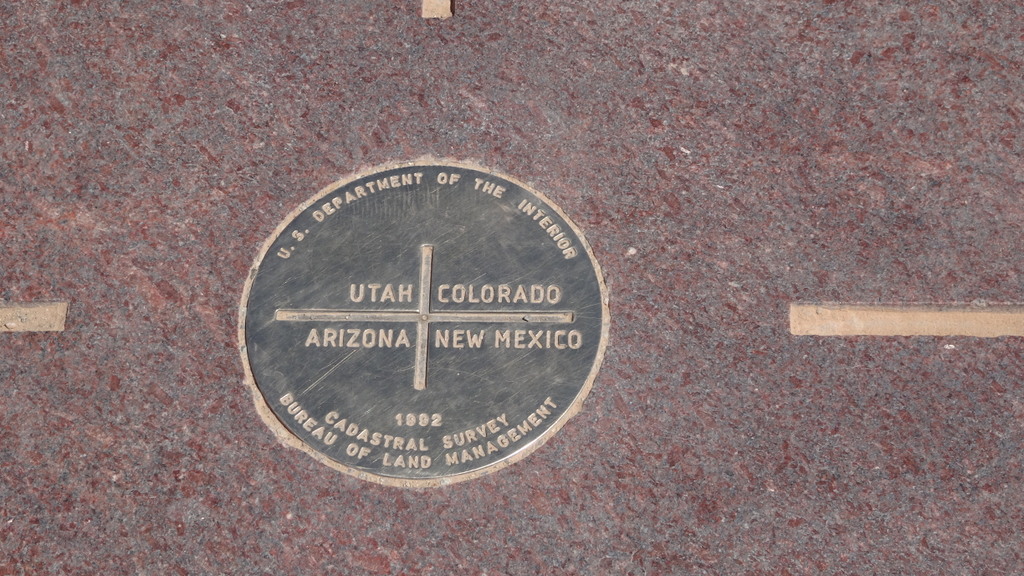 U. S. DEPARTMENT OF THE INTERIOR
UTAH COLORADO
ARIZONA NEW MEXICO
1992
CADASTRAL SURVEY
BUREAU OF LAND MANAGEMENT